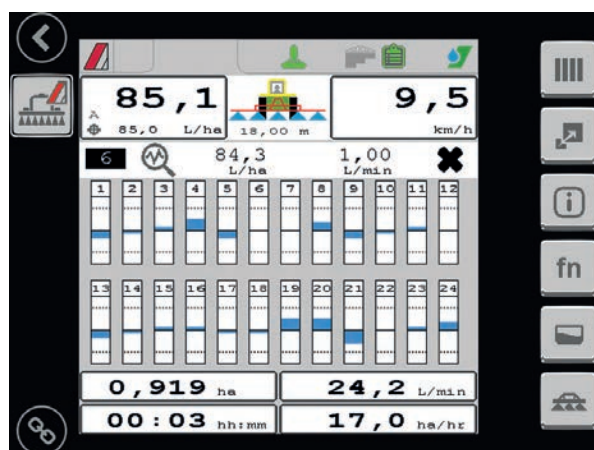 85,1
9,5
A
85,0 L/ha
18,00 m
km/h
6
84,3 L/ha
1,00 L/min
1 2 3 4 5 6 7 8 9 10 11 12
13 14 15 16 17 18 19 20 21 22 23 24
0,919 ha
24,2 L/min
00:03 hh:mm
17,0 ha/hr
i
fn